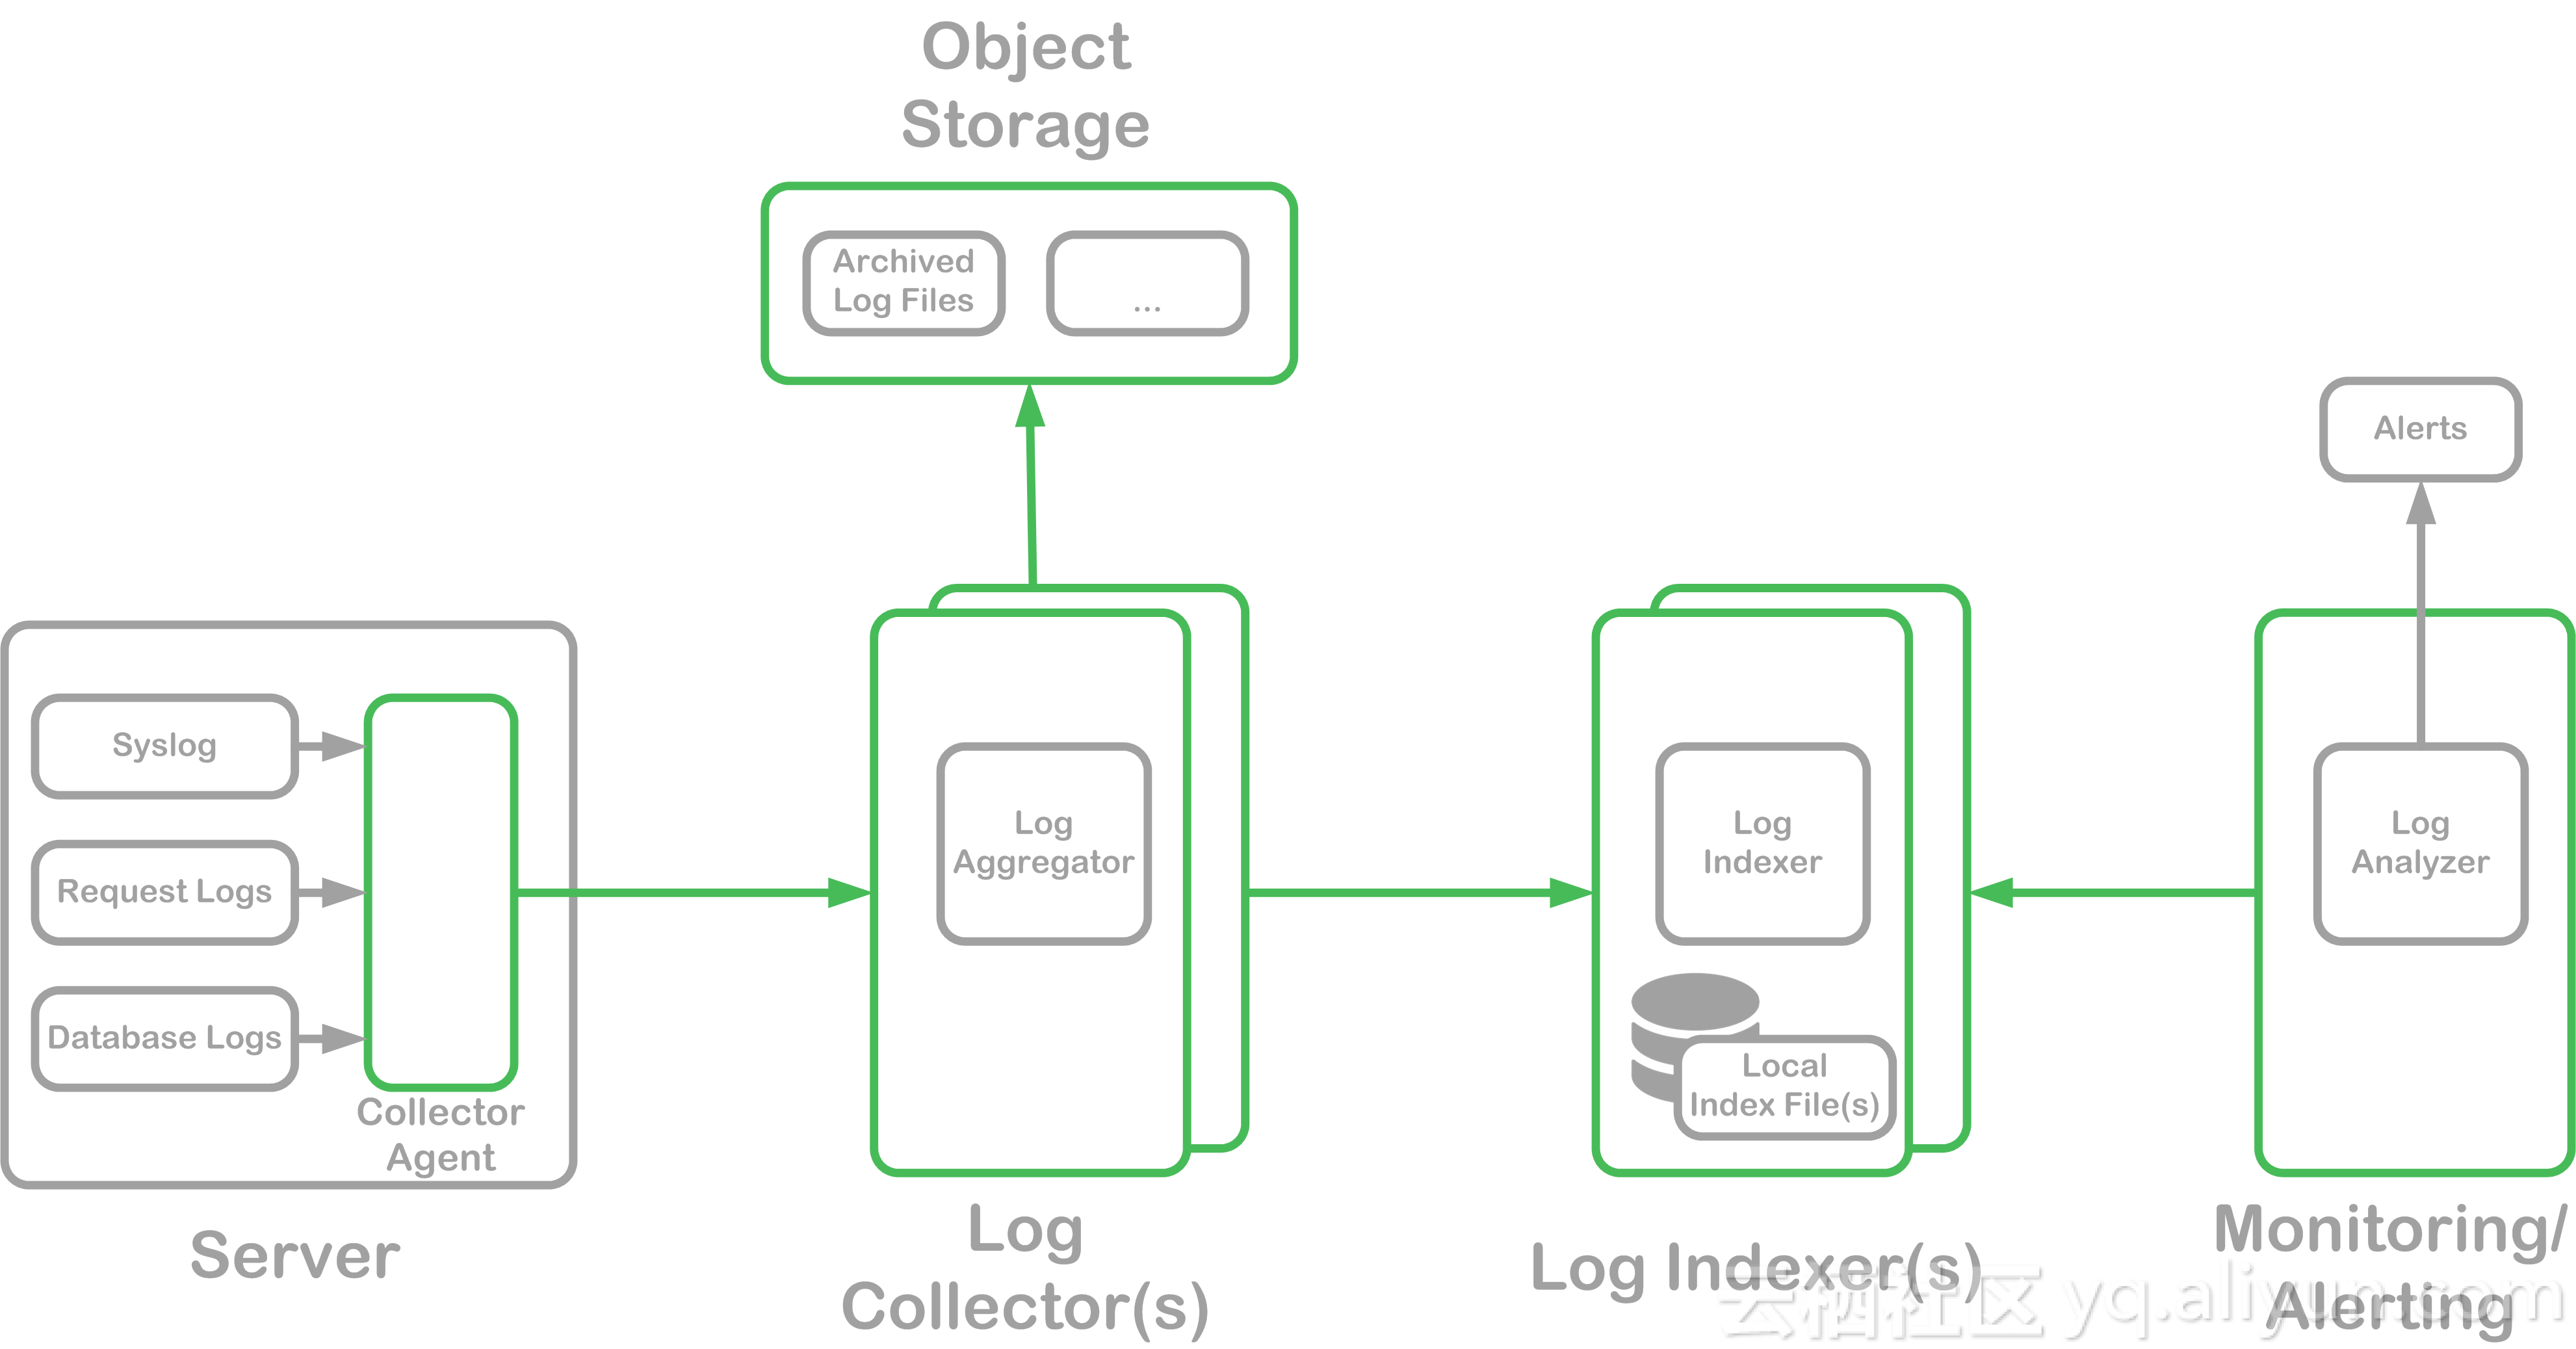 Object
Storage
Archived
Log Files
...
Alerts
Syslog
Request Logs
Database Logs
Collector
Agent
Server
Log
Aggregator
Log
Collector(s)
Log
Indexer
Local
Index File(s)
Log Indexer(s)
Log
Analyzer
Monitoring/
Alerting
云栖社区 yq.aliyun.com